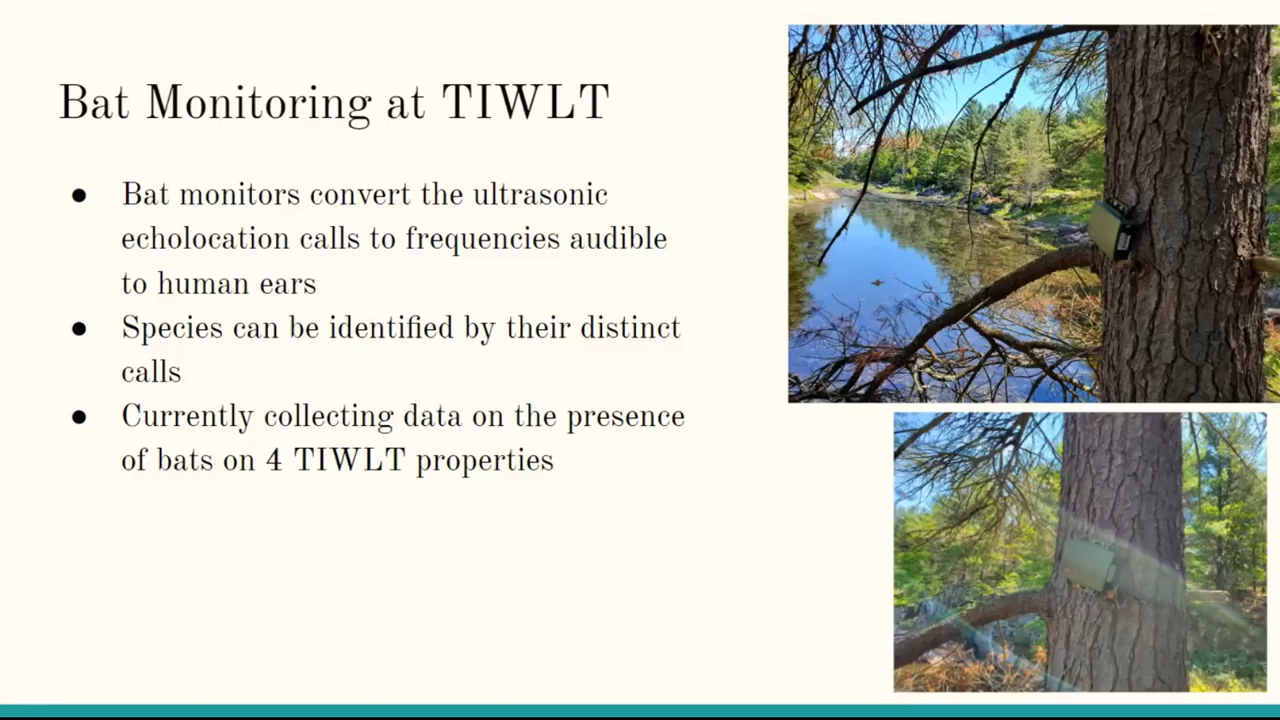 Bat Monitoring at TIWLT
● Bat monitors convert the ultrasonic
echolocation calls to frequencies audible
to human ears
● Species can be identified by their distinct
calls
● Currently collecting data on the presence
of bats on 4 TIWLT properties